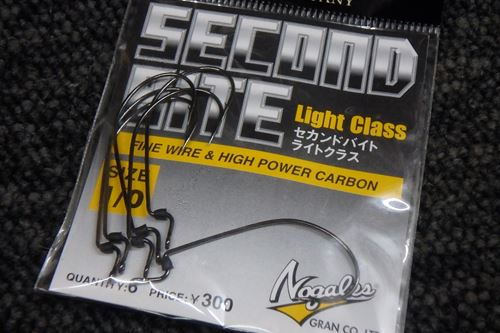 SECOND
BITE
Light Class
セカンドバイト
ライトクラス
FINE WIRE & HIGH POWER CARBON
SIZE
1/0
QUANTITY:6 PRICE:¥300
Nogales
GRAN CO.